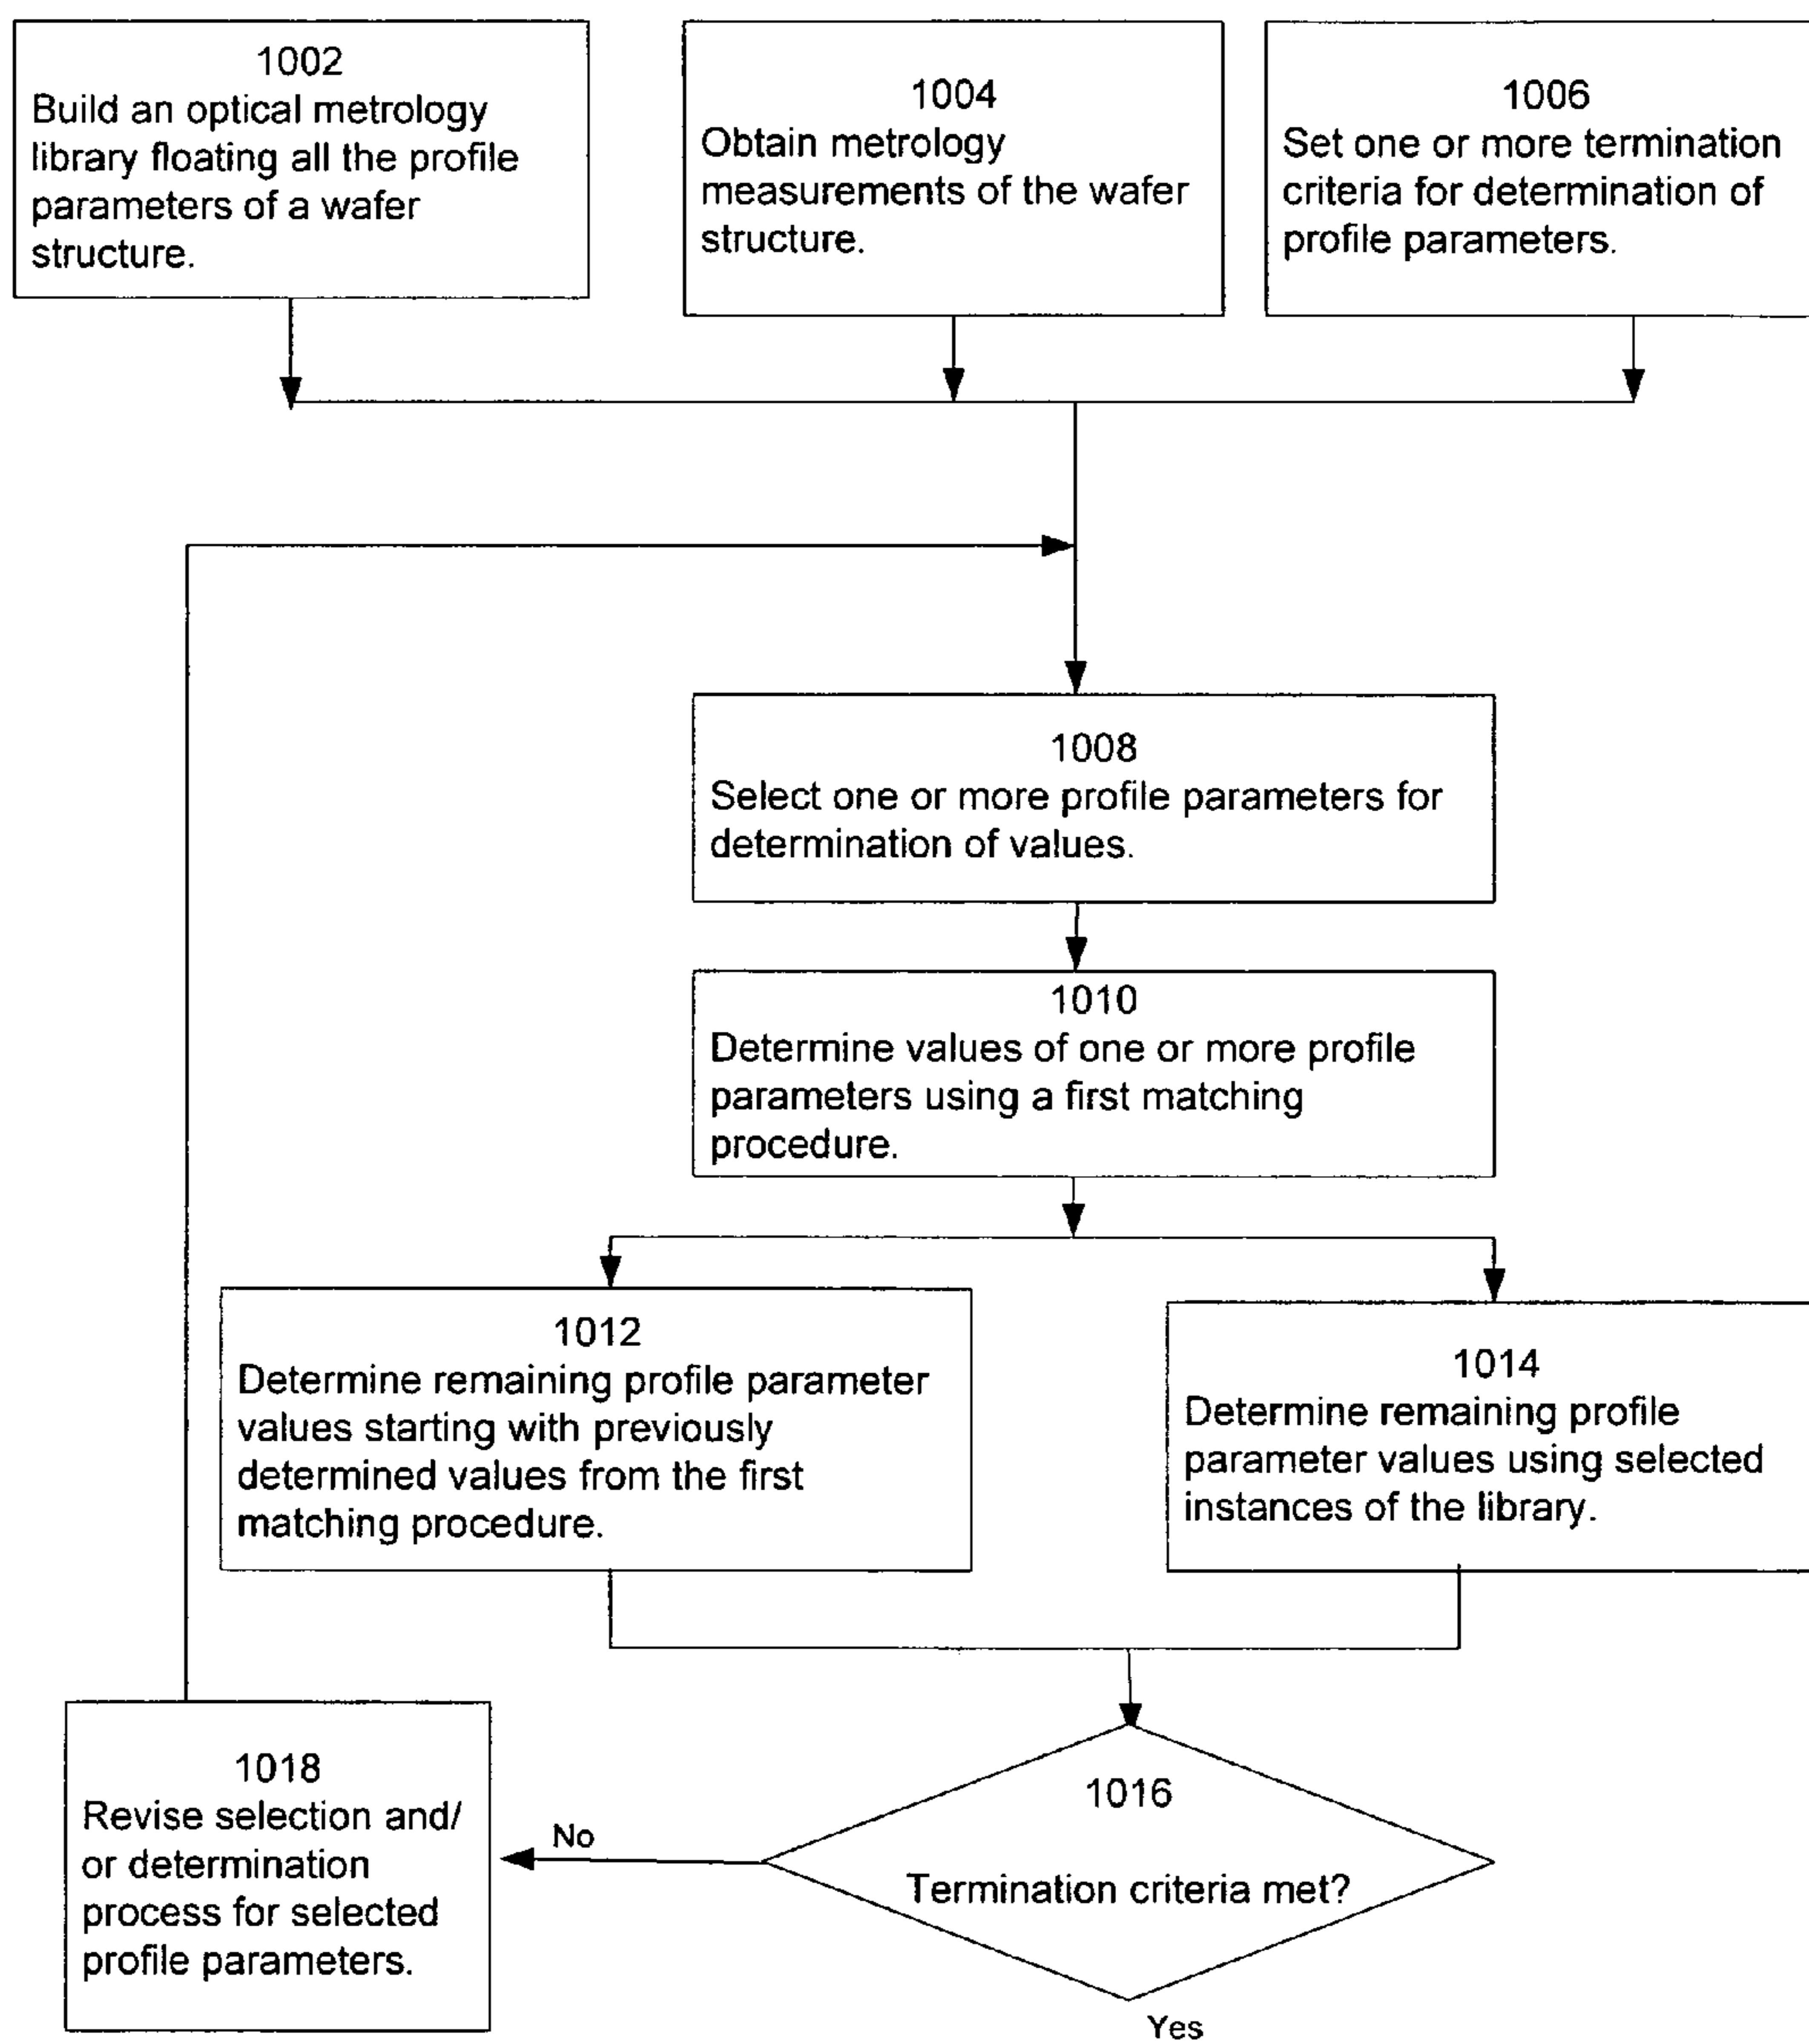 1002
Build an optical metrology
library floating all the profile
parameters of a wafer
structure.
1004
Obtain metrology
measurements of the wafer
structure.
1006
Set one or more termination
criteria for determination of
profile parameters.
1008
Select one or more profile parameters for
determination of values.
1010
Determine values of one or more profile
parameters using a first matching
procedure.
1012
Determine remaining profile parameter
values starting with previously
determined values from the first
matching procedure.
1014
Determine remaining profile
parameter values using selected
instances of the library.
1016
Termination criteria met?
No
Yes
1018
Revise selection and/
or determination
process for selected
profile parameters.